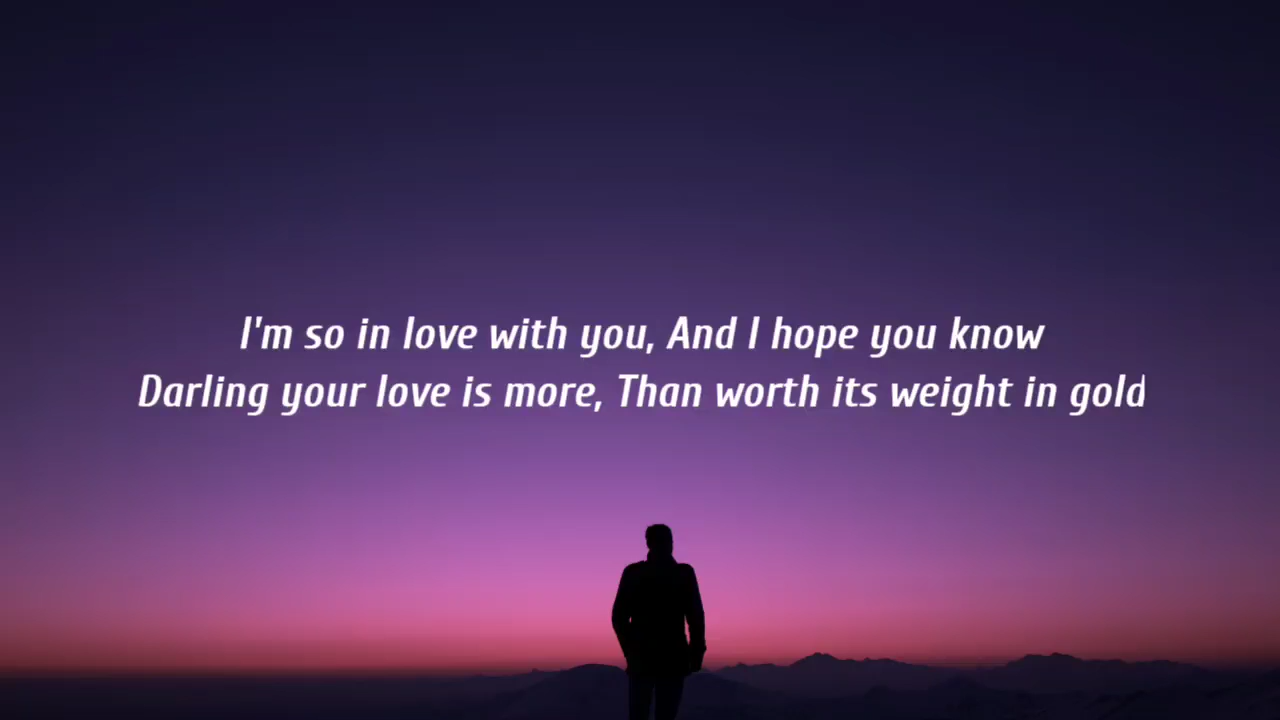 I'm so in love with you, And I hope you know
Darling your love is more, Than worth its weight in gold